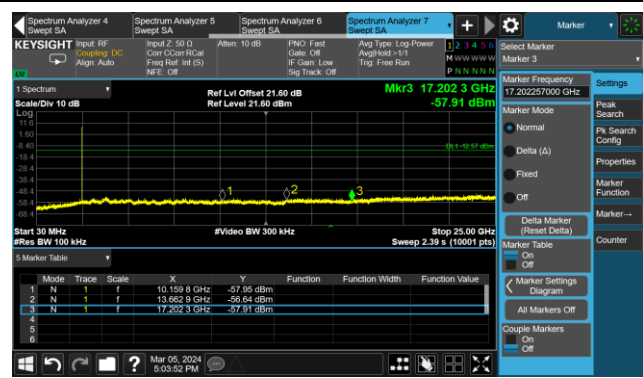 Spectrum Analyzer 4
Swept SA
Spectrum Analyzer 5
Swept SA
Spectrum Analyzer 6
Swept SA
Spectrum Analyzer 7
Swept SA
Marker
KEYSIGHT
Input: RF
Coupling: DC
Align: Auto
Input Z: 50 Ω
Corr CCorr RCal
Freq Ref: Int (S)
NFE: Off
Atten: 10 dB
PNO: Fast
Gate: Off
IF Gain: Low
Sig Track: Off
Avg Type: Log-Power
Avg|Hold:>1/1
Trig: Free Run
1 2 3 4 5 6
M W W W W W
P N N N N N
LXI
Select Marker
Marker 3
1 Spectrum
Scale/Div 10 dB
Ref Lvl Offset 21.60 dB
Ref Level 21.60 dBm
Mkr3 17.202 3 GHz
-57.91 dBm
Log
11.6
1.60
-8.40
-18.4
-28.4
-38.4
-48.4
-58.4
-68.4
DL1 -12.57 dBm
1
2
3
Start 30 MHz
#Res BW 100 kHz
#Video BW 300 kHz
Stop 25.00 GHz
Sweep 2.39 s (10001 pts)
5 Marker Table
Mode Trace Scale X Y Function Function Width Function Value
1 N 1 f 10.159 8 GHz -57.95 dBm
2 N 1 f 13.662 9 GHz -56.64 dBm
3 N 1 f 17.202 3 GHz -57.91 dBm
4
5
6
Mar 05, 2024
5:03:52 PM
Marker Frequency
17.202257000 GHz
Marker Mode
Normal
Delta (Δ)
Fixed
Off
Delta Marker
(Reset Delta)
Marker Table
On
Off
Marker Settings
Diagram
All Markers Off
Couple Markers
On
Off
Settings
Peak
Search
Pk Search
Config
Properties
Marker
Function
Marker→
Counter